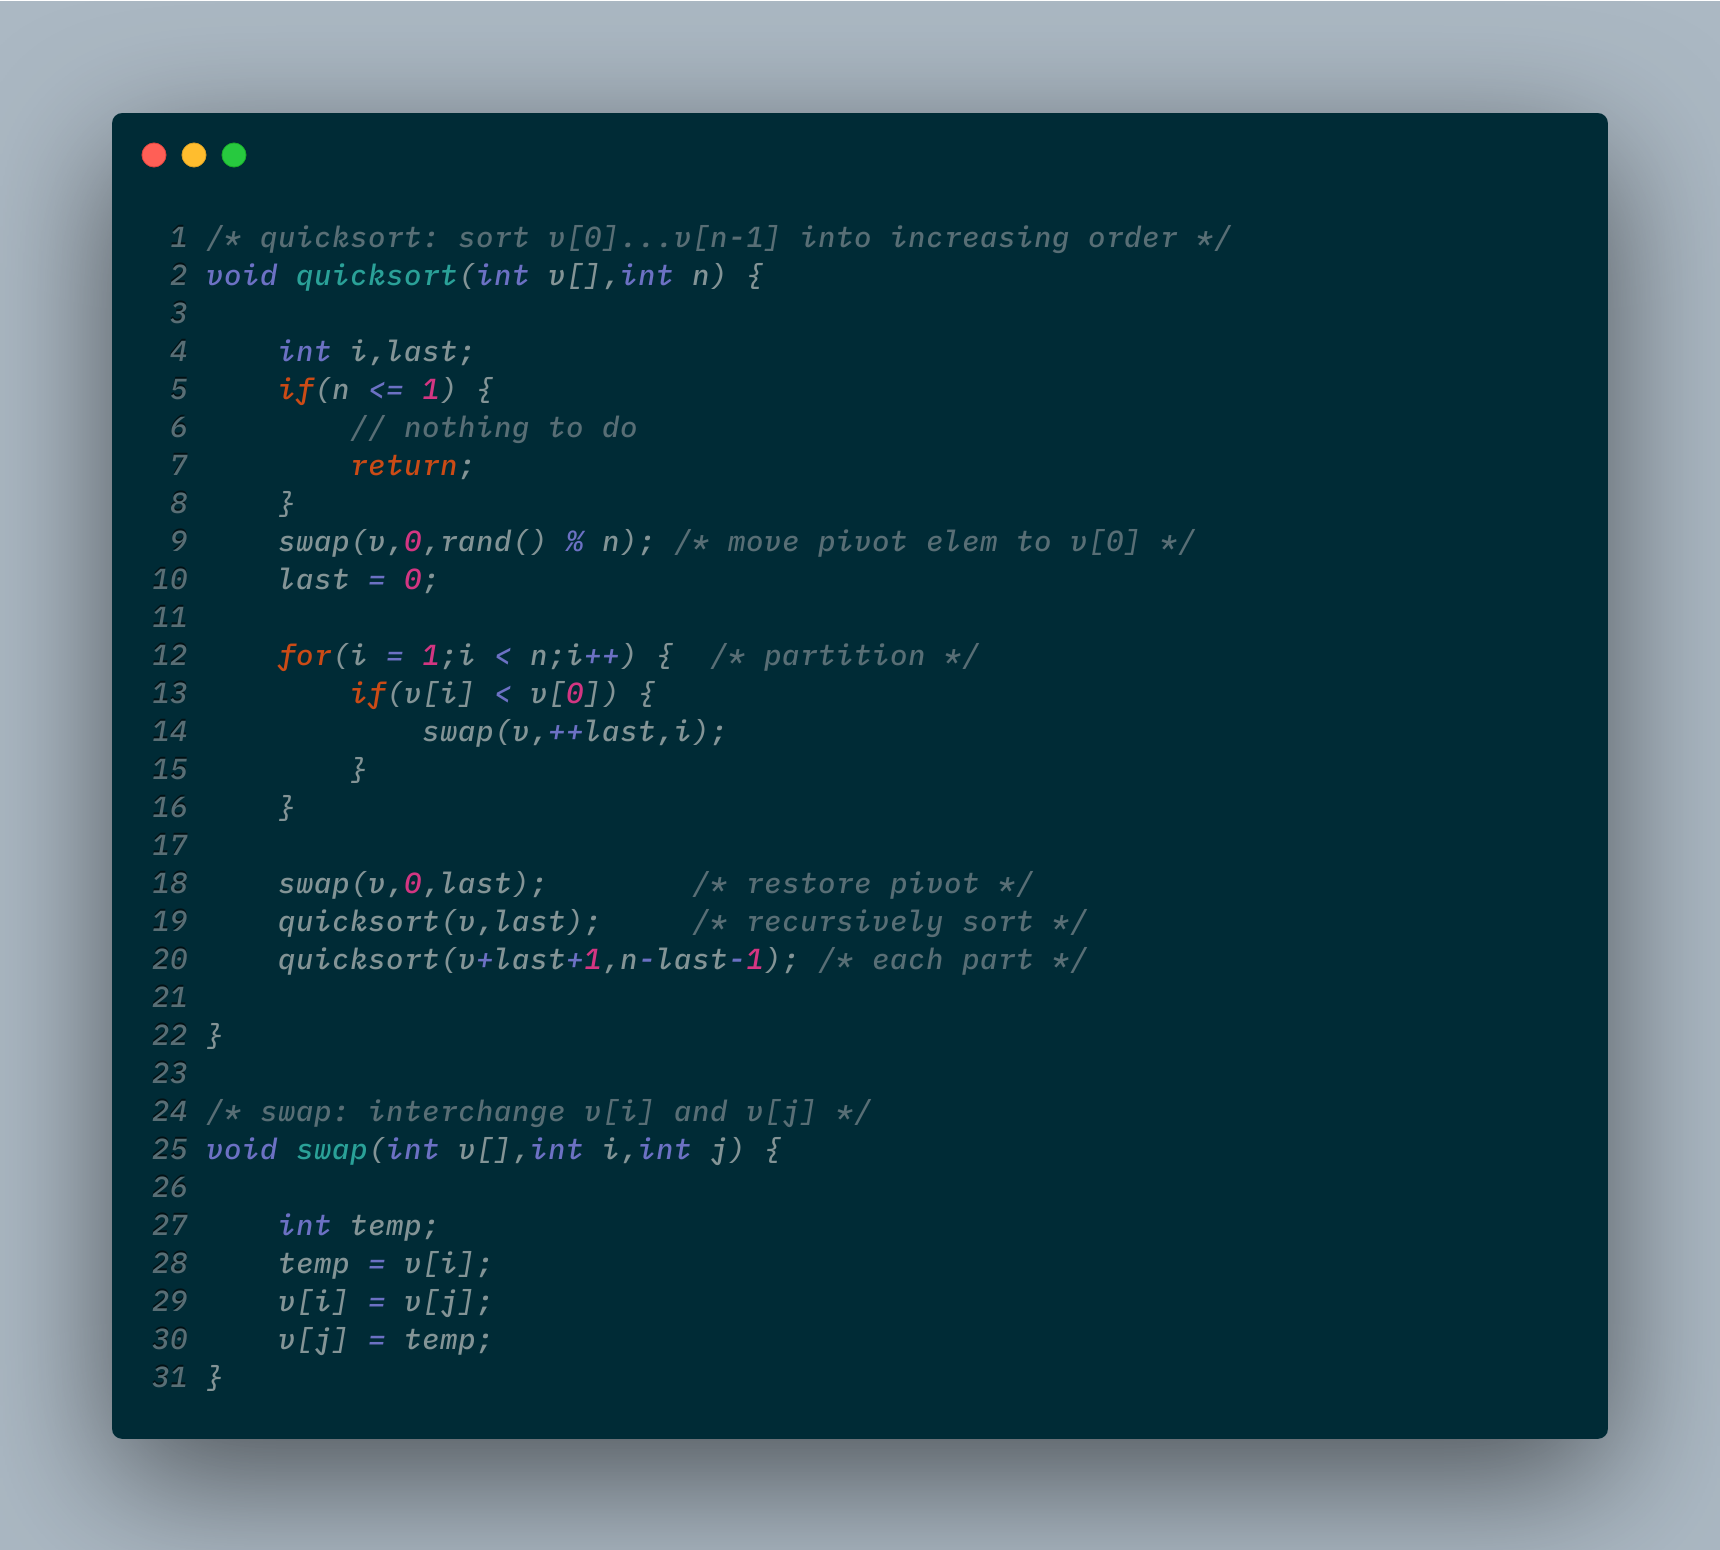 1 /* quicksort: sort v[0]...v[n-1] into increasing order */
2 void quicksort(int v[],int n) {
3
4     int i,last;
5     if(n <= 1) {
6         // nothing to do
7         return;
8     }
9     swap(v,0,rand() % n); /* move pivot elem to v[0] */
10     last = 0;
11
12     for(i = 1;i < n;i++) {  /* partition */
13         if(v[i] < v[0]) {
14             swap(v,++last,i);
15         }
16     }
17
18     swap(v,0,last);        /* restore pivot */
19     quicksort(v,last);     /* recursively sort */
20     quicksort(v+last+1,n-last-1); /* each part */
21
22 }
23
24 /* swap: interchange v[i] and v[j] */
25 void swap(int v[],int i,int j) {
26
27     int temp;
28     temp = v[i];
29     v[i] = v[j];
30     v[j] = temp;
31 }